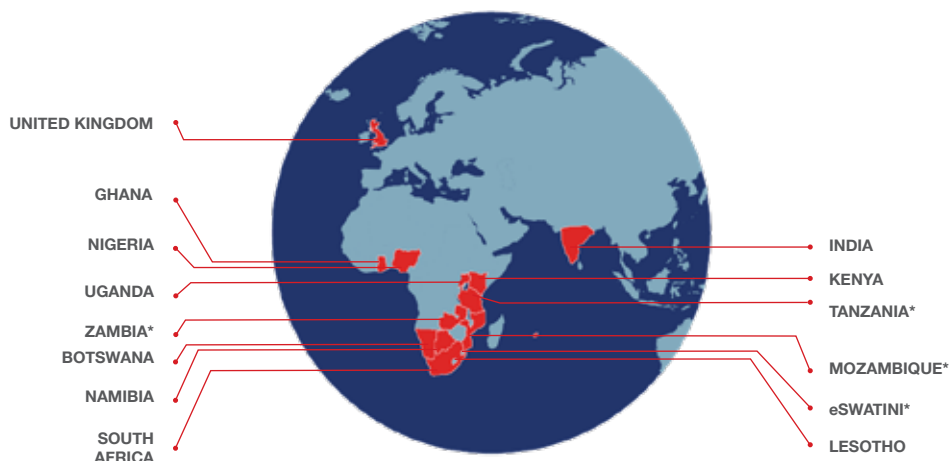 UNITED KINGDOM
GHANA
NIGERIA
UGANDA
ZAMBIA*
BOTSWANA
NAMIBIA
SOUTH
AFRICA
INDIA
KENYA
TANZANIA*
MOZAMBIQUE*
eSWATINI*
LESOTHO